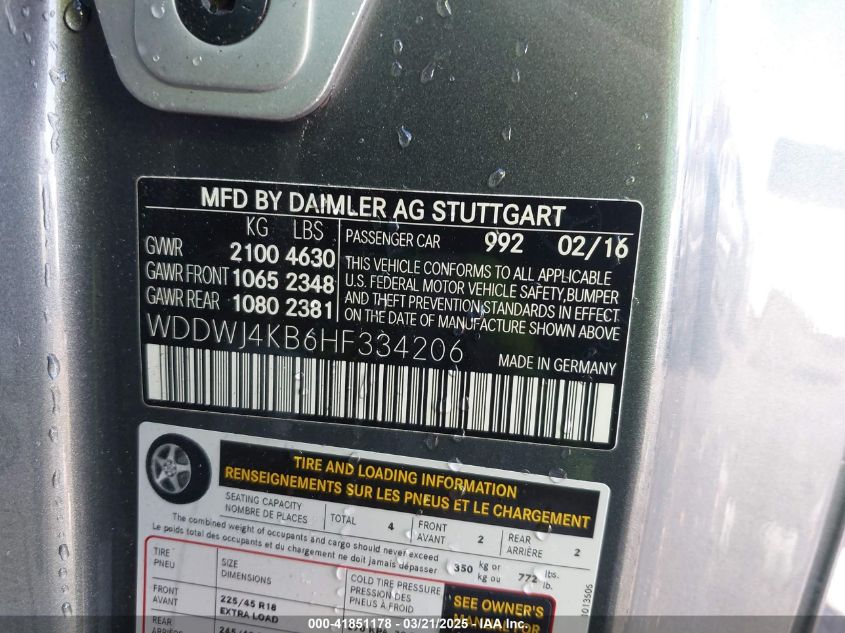 MFD BY DAIMLER AG STUTTGART
KG LBS
GVWR 2100 4630
GAWR FRONT 1065 2348
GAWR REAR 1080 2381
PASSENGER CAR 992 02/16
THIS VEHICLE CONFORMS TO ALL APPLICABLE
U.S. FEDERAL MOTOR VEHICLE SAFETY, BUMPER
AND THEFT PREVENTION STANDARDS IN EFFECT
ON THE DATE OF MANUFACTURE SHOWN ABOVE
WDDWJ4KB6HF334206
MADE IN GERMANY
TIRE AND LOADING INFORMATION
RENSEIGNEMENTS SUR LES PNEUS ET LE CHARGEMENT
SEATING CAPACITY
NOMBRE DE PLACES
TOTAL 4
FRONT
AVANT 2
REAR
ARRIÈRE 2
The combined weight of occupants and cargo should never exceed
Le poids total des occupants et du chargement ne doit jamais dépasser
350 kg or
kg ou
772 lbs.
lb.
TIRE
PNEU
SIZE
DIMENSIONS
COLD TIRE PRESSURE
PRESSION DES
PNEUS À FROID
FRONT
AVANT
225/45 R18
EXTRA LOAD
REAR
SEE OWNER'S
MANUAL FOR
000-41851178 — 03/21/2025 — IAA Inc.